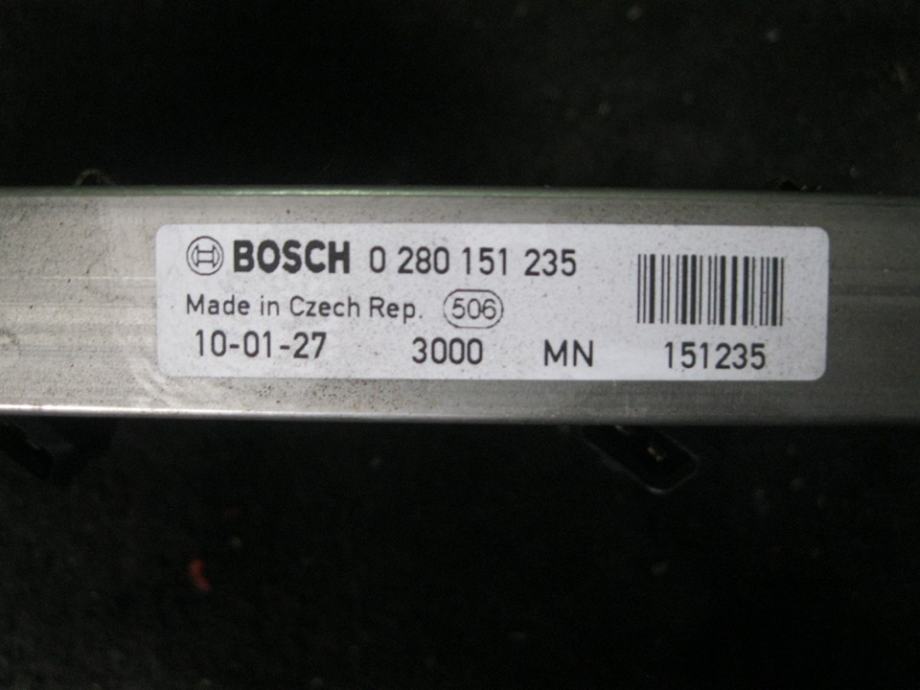 BOSCH 0 280 151 235
Made in Czech Rep. 506
10-01-27 3000 MN 151235